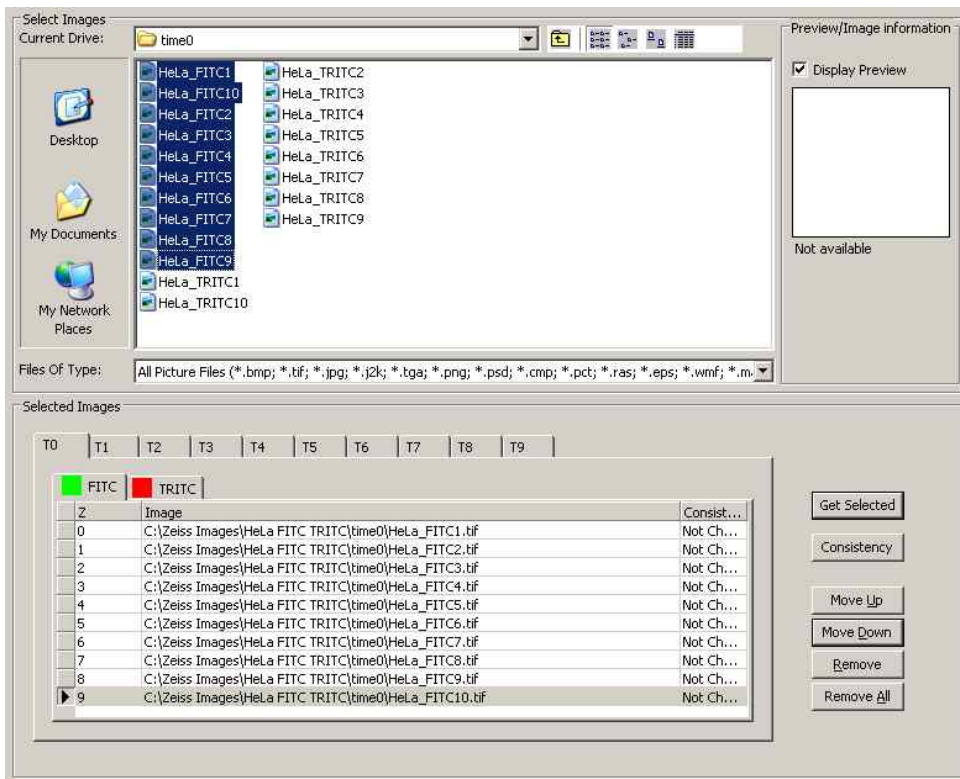 Select Images
Current Drive:
time0
Preview/Image information
Display Preview
Not available
Desktop
My Documents
My Network
Places
HeLa_FITC1
HeLa_FITC10
HeLa_FITC2
HeLa_FITC3
HeLa_FITC4
HeLa_FITC5
HeLa_FITC6
HeLa_FITC7
HeLa_FITC8
HeLa_FITC9
HeLa_TRITC1
HeLa_TRITC10
HeLa_TRITC2
HeLa_TRITC3
HeLa_TRITC4
HeLa_TRITC5
HeLa_TRITC6
HeLa_TRITC7
HeLa_TRITC8
HeLa_TRITC9
Files Of Type:
All Picture Files (*.bmp; *.tif; *.jpg; *.j2k; *.tga; *.png; *.psd; *.cmp; *.pct; *.ras; *.eps; *.wmf; *.m
Selected Images
T0 T1 T2 T3 T4 T5 T6 T7 T8 T9
FITC TRITC
Z Image Consist...
0 C:\Zeiss Images\HeLa FITC TRITC\time0\HeLa_FITC1.tif Not Ch...
1 C:\Zeiss Images\HeLa FITC TRITC\time0\HeLa_FITC2.tif Not Ch...
2 C:\Zeiss Images\HeLa FITC TRITC\time0\HeLa_FITC3.tif Not Ch...
3 C:\Zeiss Images\HeLa FITC TRITC\time0\HeLa_FITC4.tif Not Ch...
4 C:\Zeiss Images\HeLa FITC TRITC\time0\HeLa_FITC5.tif Not Ch...
5 C:\Zeiss Images\HeLa FITC TRITC\time0\HeLa_FITC6.tif Not Ch...
6 C:\Zeiss Images\HeLa FITC TRITC\time0\HeLa_FITC7.tif Not Ch...
7 C:\Zeiss Images\HeLa FITC TRITC\time0\HeLa_FITC8.tif Not Ch...
8 C:\Zeiss Images\HeLa FITC TRITC\time0\HeLa_FITC9.tif Not Ch...
9 C:\Zeiss Images\HeLa FITC TRITC\time0\HeLa_FITC10.tif Not Ch...
Get Selected
Consistency
Move Up
Move Down
Remove
Remove All